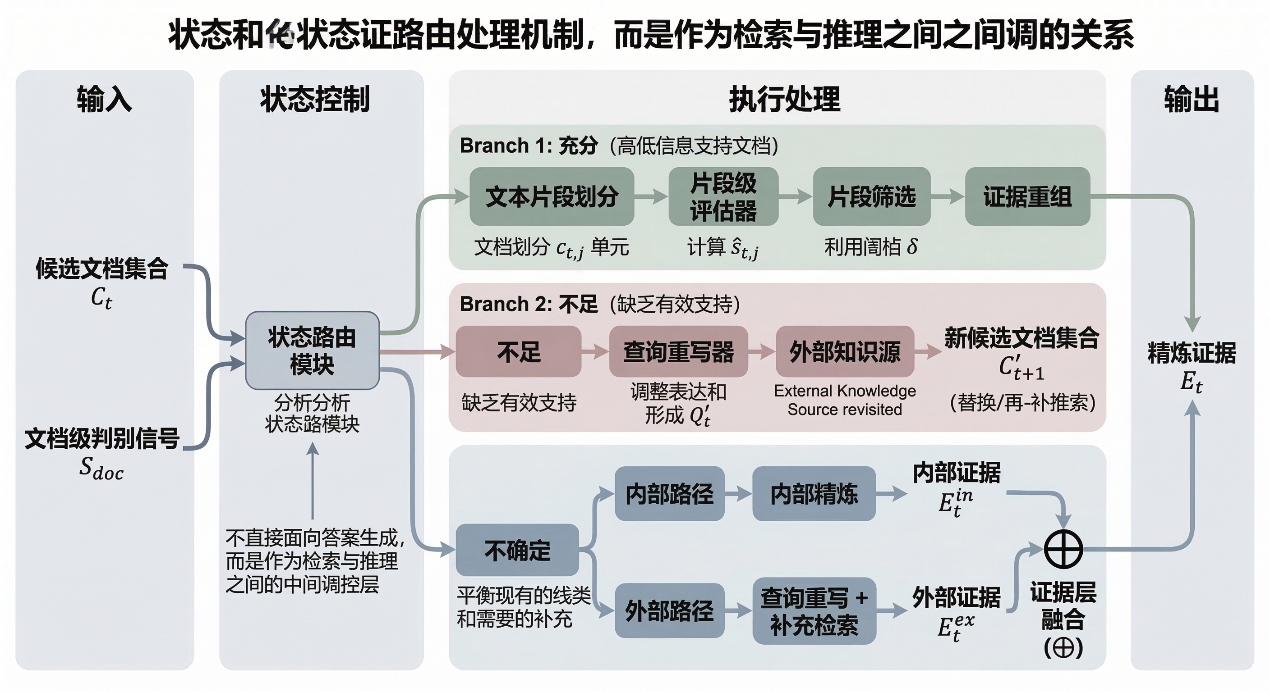 状态和化状态证路由处理机制，而是作为检索与推理之间之间调的关系
输入
状态控制
执行处理
输出
候选文档集合
C_t
文档级判别信号
S_doc
状态路由
模块
分析分析
状态路模块
不直接面向答案生成，
而是作为检索与推理
之间的中间调控层
Branch 1: 充分（高低信息支持文档）
文本片段划分
片段级
评估器
片段筛选
证据重组
文档划分 c_{t,j} 单元
计算 ŝ_{t,j}
利用阇栺 δ
Branch 2: 不足（缺乏有效支持）
不足
查询重写器
外部知识源
新候选文档集合
C'_{t+1}
缺乏有效支持
调整表达和
形成 Q'_t
External Knowledge
Source revisited
（替换/再-补推索）
不确定
平衡现有的线类
和需要的补充
内部路径
内部精炼
内部证据
E_t^{in}
外部路径
查询重写 +
补充检索
外部证据
E_t^{ex}
⊕
证据层
融合
(⊕)
精炼证据
E_t